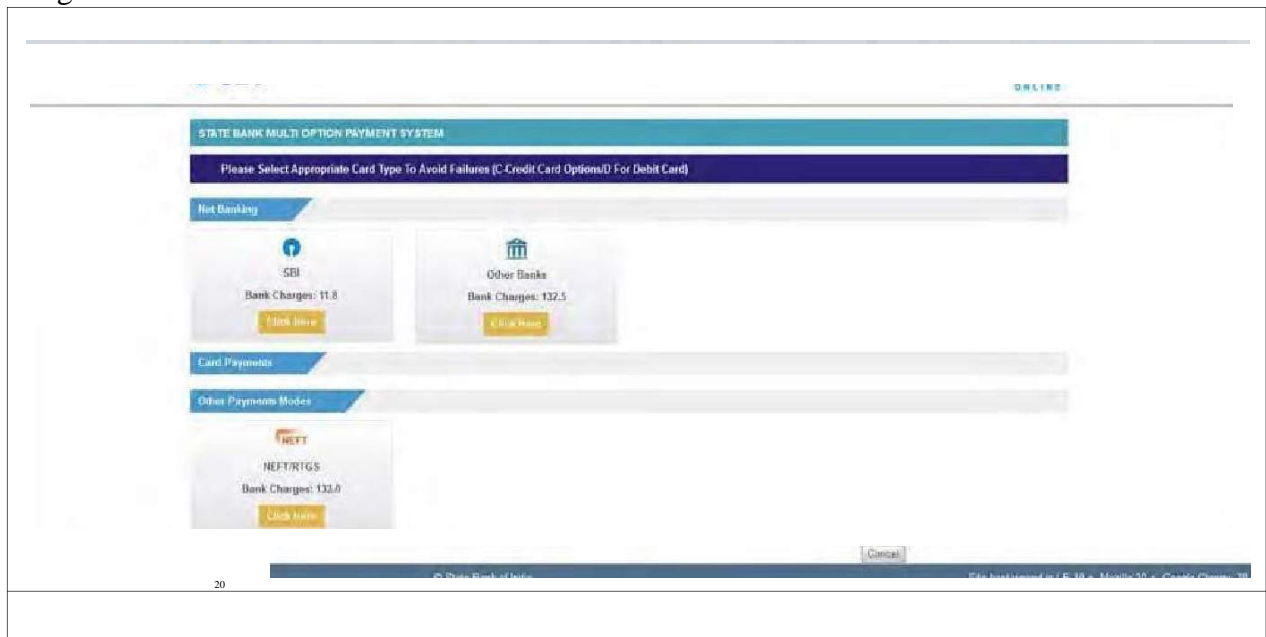 ONLINE
STATE BANK MULTI OPTION PAYMENT SYSTEM
Please Select Appropriate Card Type To Avoid Failures (C-Credit Card Options/D For Debit Card)
Net Banking
SBI
Bank Charges: 11.8
Click Here
Other Banks
Bank Charges: 132.5
Click Here
Card Payments
Other Payments Modes
NEFT
NEFT/RTGS
Bank Charges: 132.0
Click Here
Cancel
© State Bank of India
20